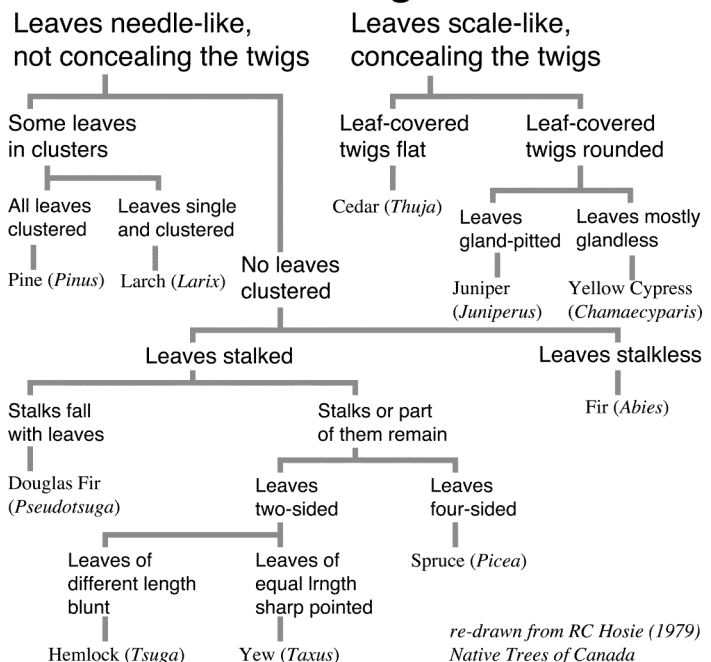 Leaves needle-like,
not concealing the twigs
Leaves scale-like,
concealing the twigs
Some leaves
in clusters
Leaf-covered
twigs flat
Leaf-covered
twigs rounded
All leaves
clustered
Leaves single
and clustered
Cedar (Thuja)
Leaves
gland-pitted
Leaves mostly
glandless
Pine (Pinus)
Larch (Larix)
No leaves
clustered
Juniper
(Juniperus)
Yellow Cypress
(Chamaecyparis)
Leaves stalked
Leaves stalkless
Stalks fall
with leaves
Stalks or part
of them remain
Fir (Abies)
Douglas Fir
(Pseudotsuga)
Leaves
two-sided
Leaves
four-sided
Leaves of
different length
blunt
Leaves of
equal lrngth
sharp pointed
Spruce (Picea)
Hemlock (Tsuga)
Yew (Taxus)
re-drawn from RC Hosie (1979)
Native Trees of Canada